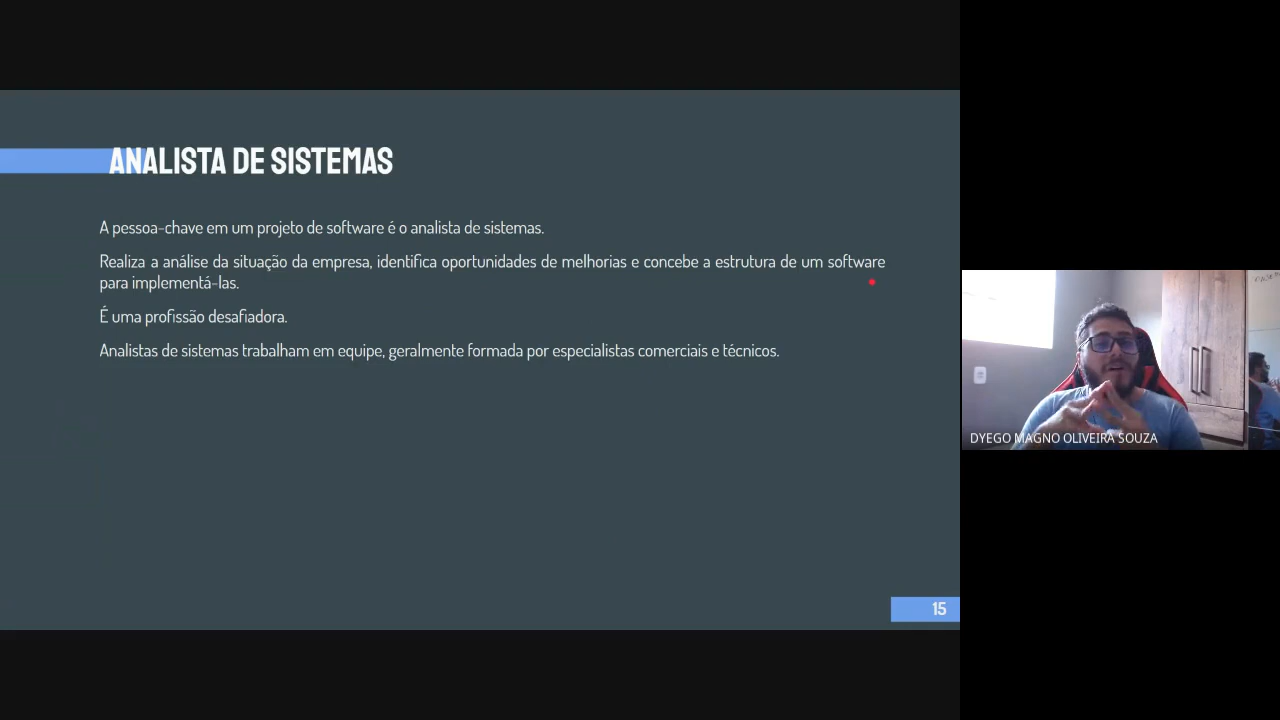 ANALISTA DE SISTEMAS
A pessoa-chave em um projeto de software é o analista de sistemas.
Realiza a análise da situação da empresa, identifica oportunidades de melhorias e concebe a estrutura de um software
para implementá-las.
É uma profissão desafiadora.
Analistas de sistemas trabalham em equipe, geralmente formada por especialistas comerciais e técnicos.
15
DYEGO MAGNO OLIVEIRA SOUZA